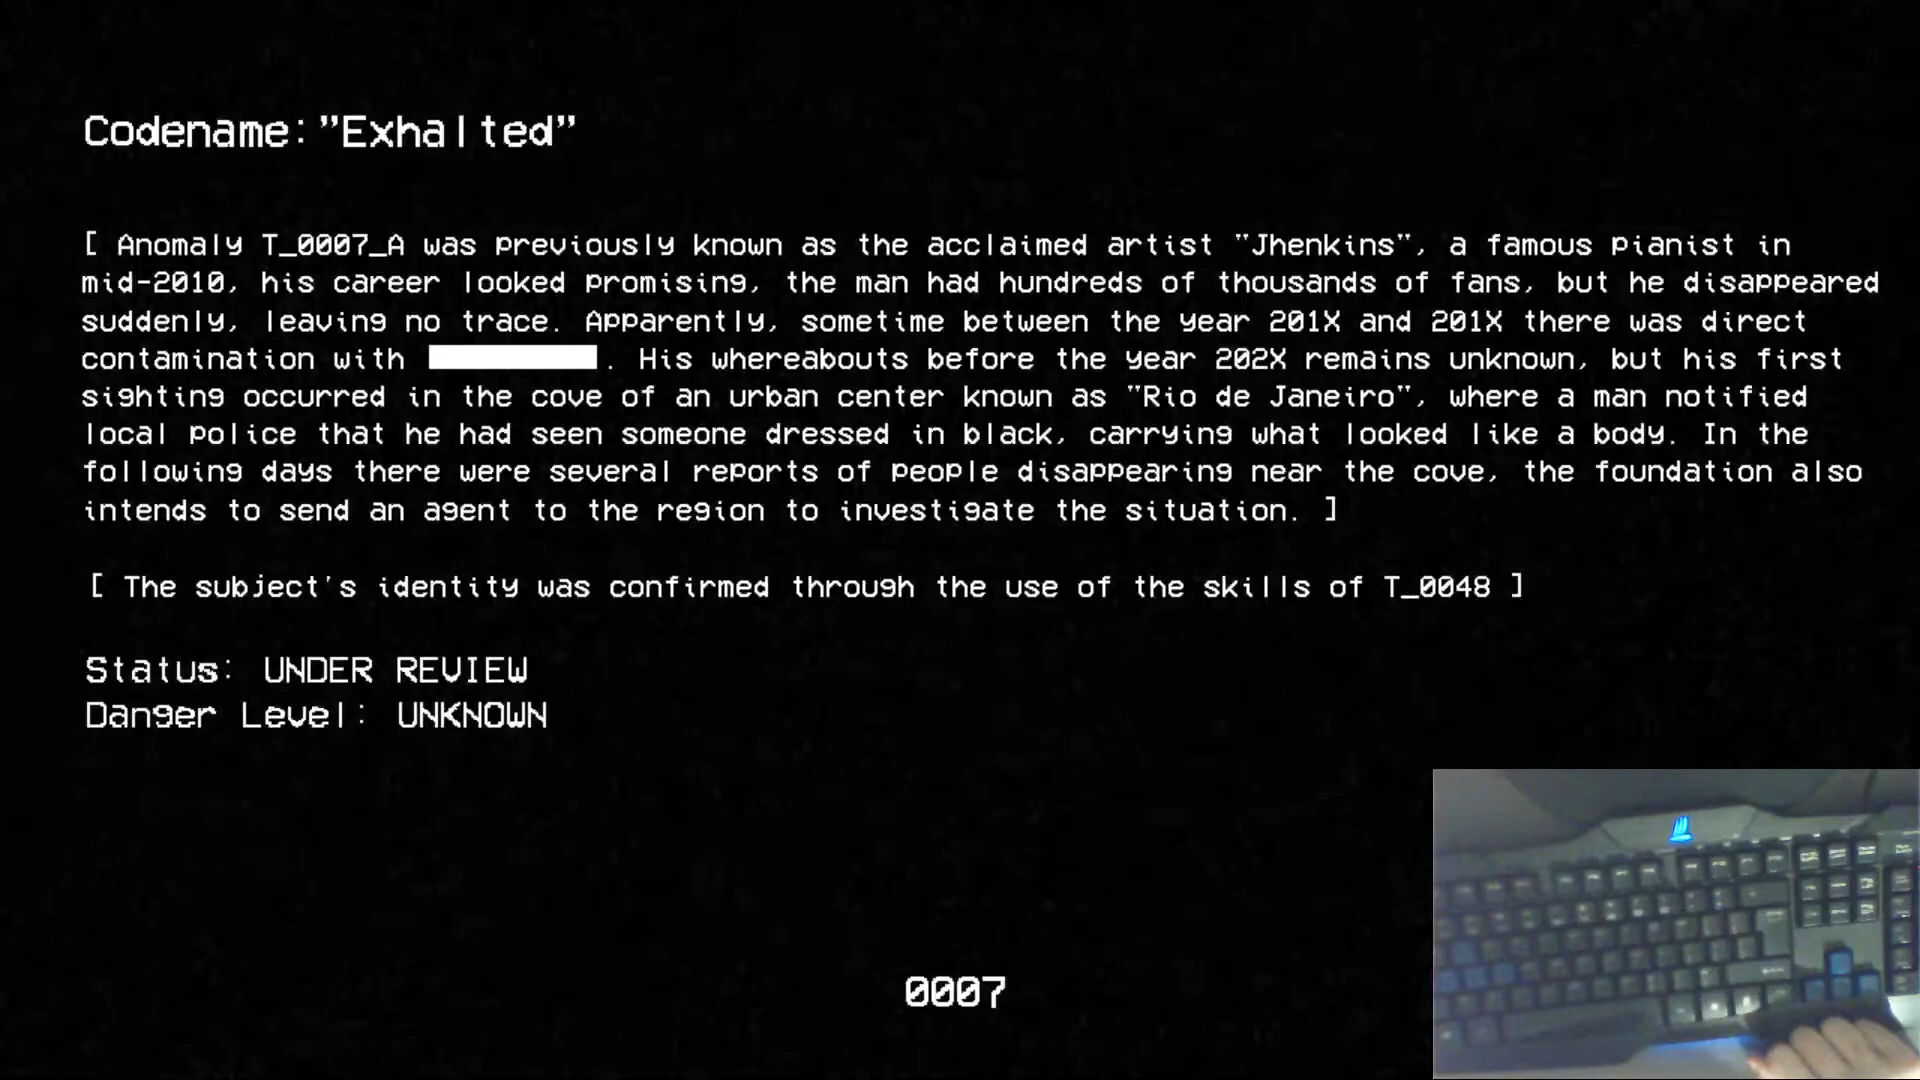 Codename:"Exhalted"
[ Anomaly T_0007_A was previously known as the acclaimed artist "Jhenkins", a famous pianist in
mid-2010, his career looked promising, the man had hundreds of thousands of fans, but he disappeared
suddenly, leaving no trace. Apparently, sometime between the year 201X and 201X there was direct
contamination with . His whereabouts before the year 202X remains unknown, but his first
sighting occurred in the cove of an urban center known as "Rio de Janeiro", where a man notified
local police that he had seen someone dressed in black, carrying what looked like a body. In the
following days there were several reports of people disappearing near the cove, the foundation also
intends to send an agent to the region to investigate the situation. ]
[ The subject's identity was confirmed through the use of the skills of T_0048 ]
Status: UNDER REVIEW
Danger Level: UNKNOWN
0007